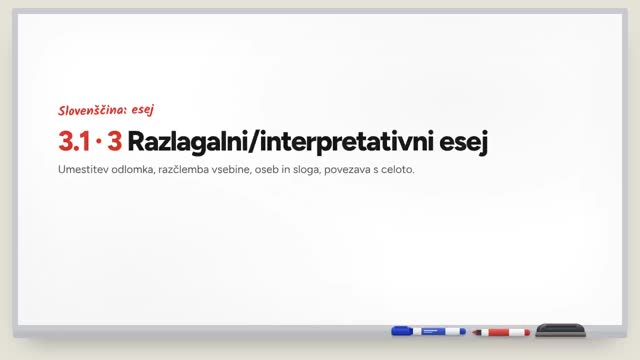 Slovenščina: esej
3.1 · 3 Razlagalni/interpretativni esej
Umestitev odlomka, razčlemba vsebine, oseb in sloga, povezava s celoto.